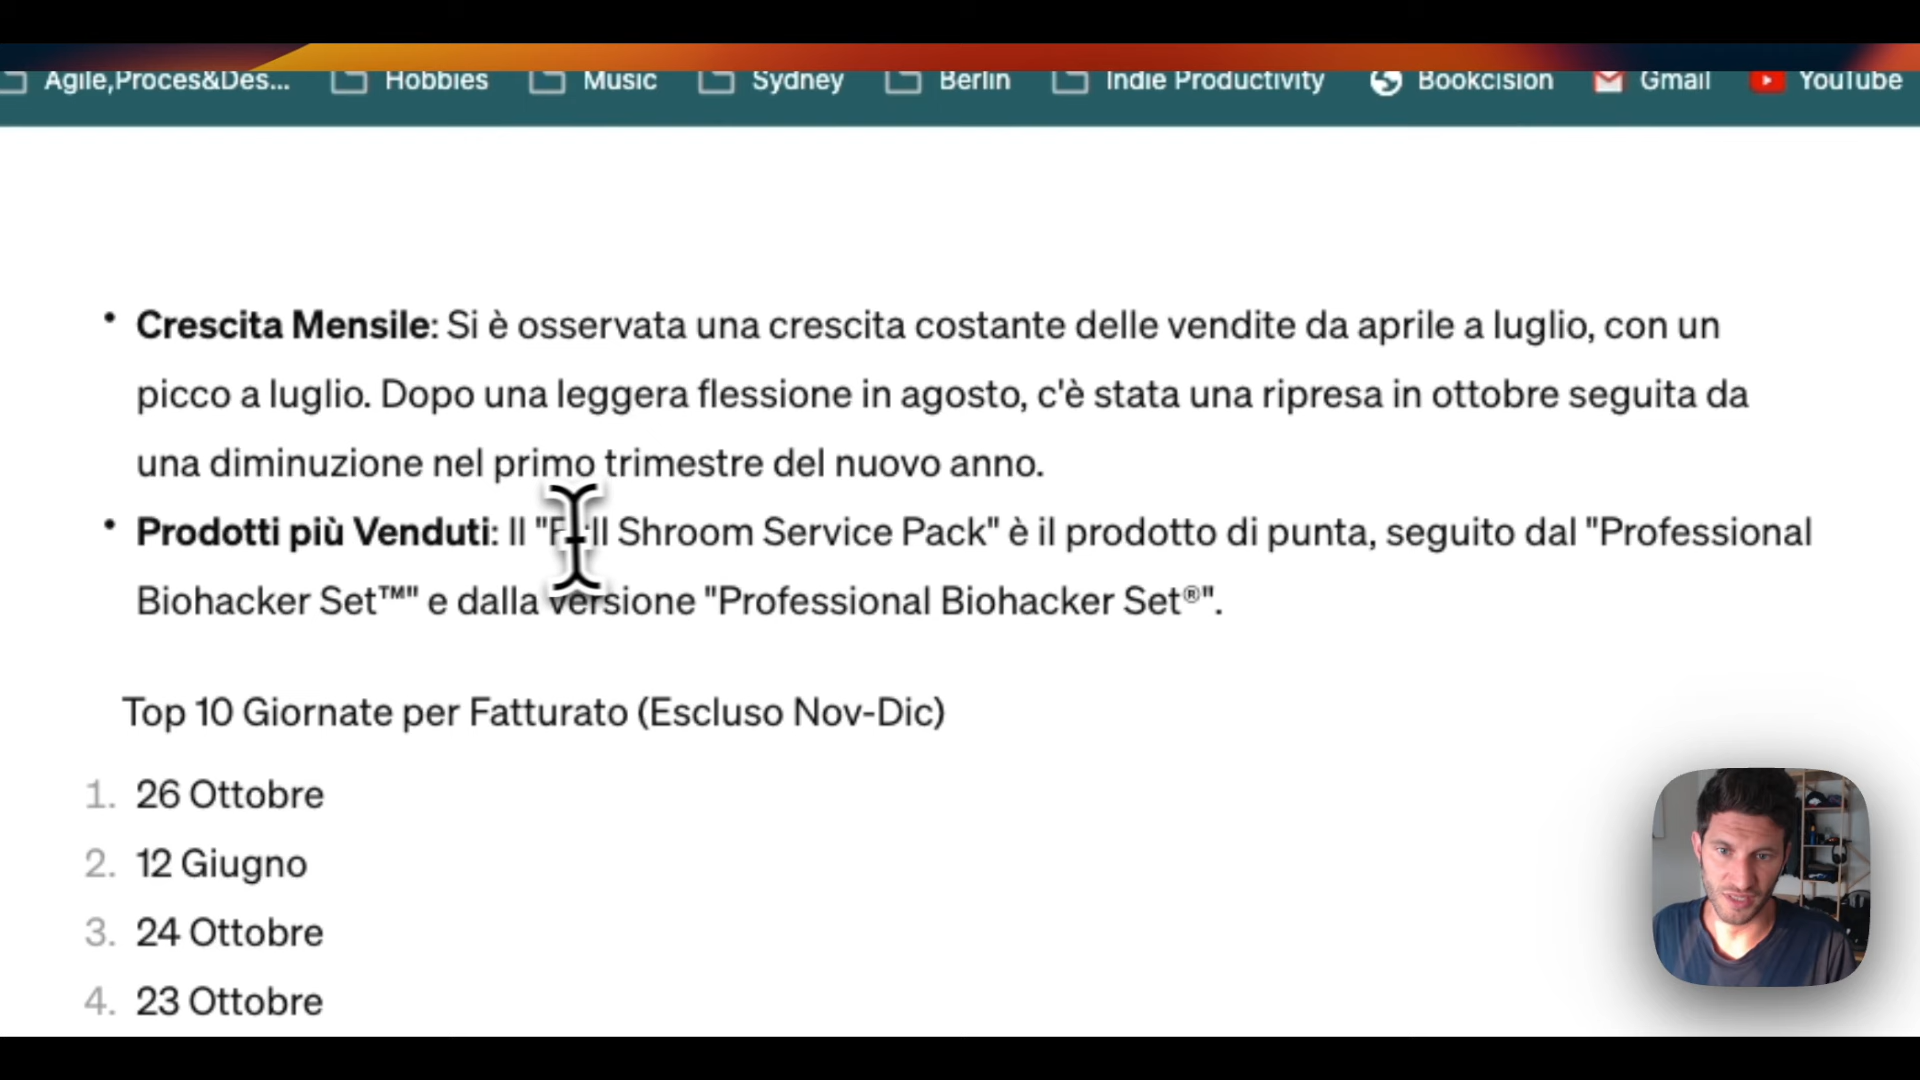 Agile,Proces&Des...
Hobbies
Music
Sydney
Berlin
Indie Productivity
Bookcision
Gmail
YouTube
• Crescita Mensile: Si è osservata una crescita costante delle vendite da aprile a luglio, con un
picco a luglio. Dopo una leggera flessione in agosto, c'è stata una ripresa in ottobre seguita da
una diminuzione nel primo trimestre del nuovo anno.
• Prodotti più Venduti: Il "Full Shroom Service Pack" è il prodotto di punta, seguito dal "Professional
Biohacker Set™" e dalla versione "Professional Biohacker Set®".
Top 10 Giornate per Fatturato (Escluso Nov-Dic)
1. 26 Ottobre
2. 12 Giugno
3. 24 Ottobre
4. 23 Ottobre